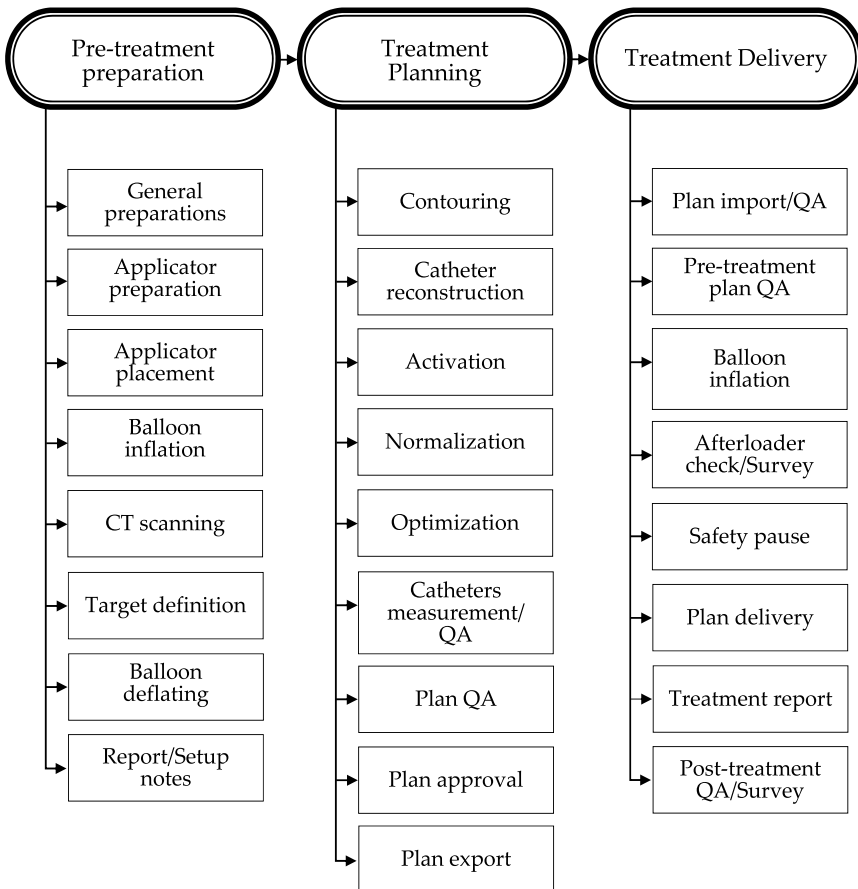 Pre-treatment
preparation
Treatment
Planning
Treatment Delivery
General
preparations
Applicator
preparation
Applicator
placement
Balloon
inflation
CT scanning
Target definition
Balloon
deflating
Report/Setup
notes
Contouring
Catheter
reconstruction
Activation
Normalization
Optimization
Catheters
measurement/
QA
Plan QA
Plan approval
Plan export
Plan import/QA
Pre-treatment
plan QA
Balloon
inflation
Afterloader
check/Survey
Safety pause
Plan delivery
Treatment report
Post-treatment
QA/Survey